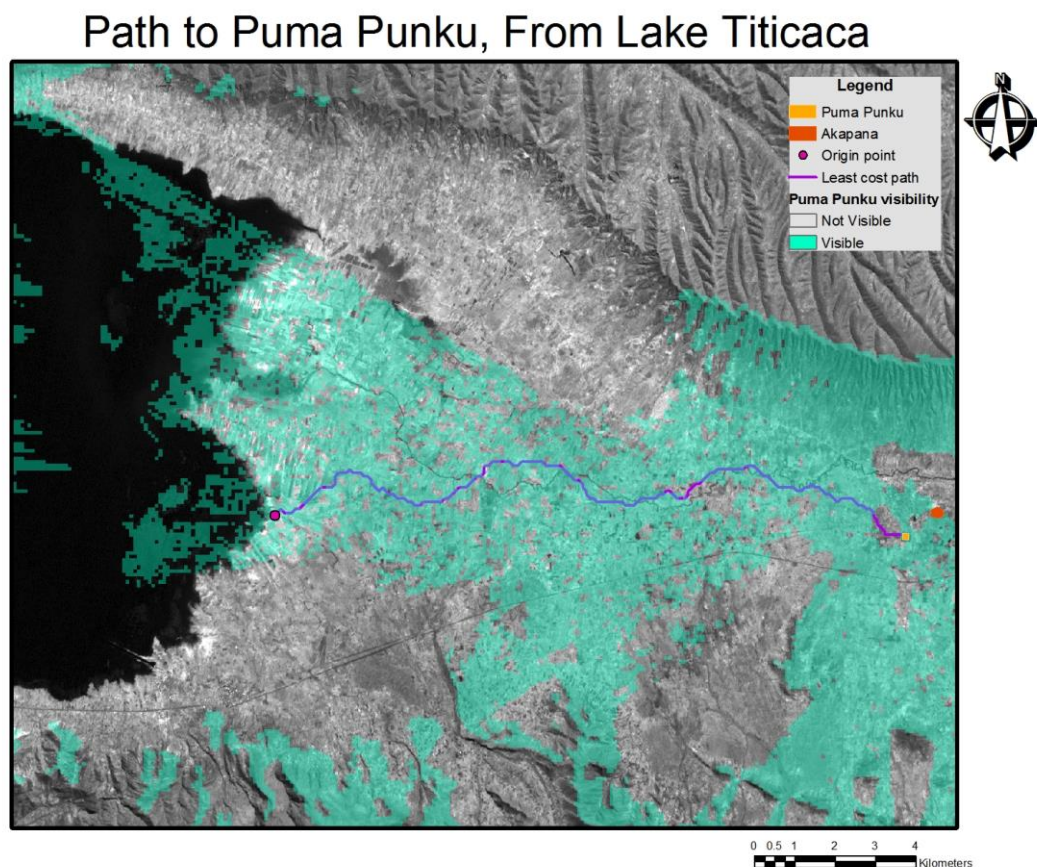 Path to Puma Punku, From Lake Titicaca
N
Legend
Puma Punku
Akapana
Origin point
Least cost path
Puma Punku visibility
Not Visible
Visible
0 0.5 1 2 3 4
Kilometers